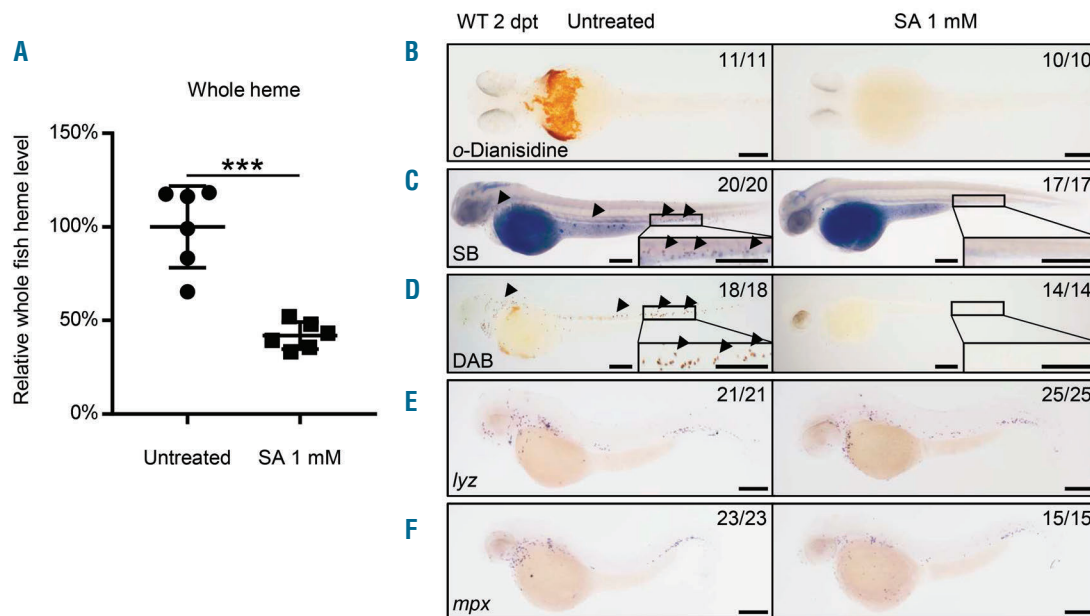 A
Whole heme
Relative whole fish heme level
150%
100%
50%
0%
***
Untreated
SA 1 mM
WT 2 dpt
Untreated
SA 1 mM
B
11/11
10/10
o-Dianisidine
C
20/20
17/17
SB
D
18/18
14/14
DAB
E
21/21
25/25
lyz
F
23/23
15/15
mpx